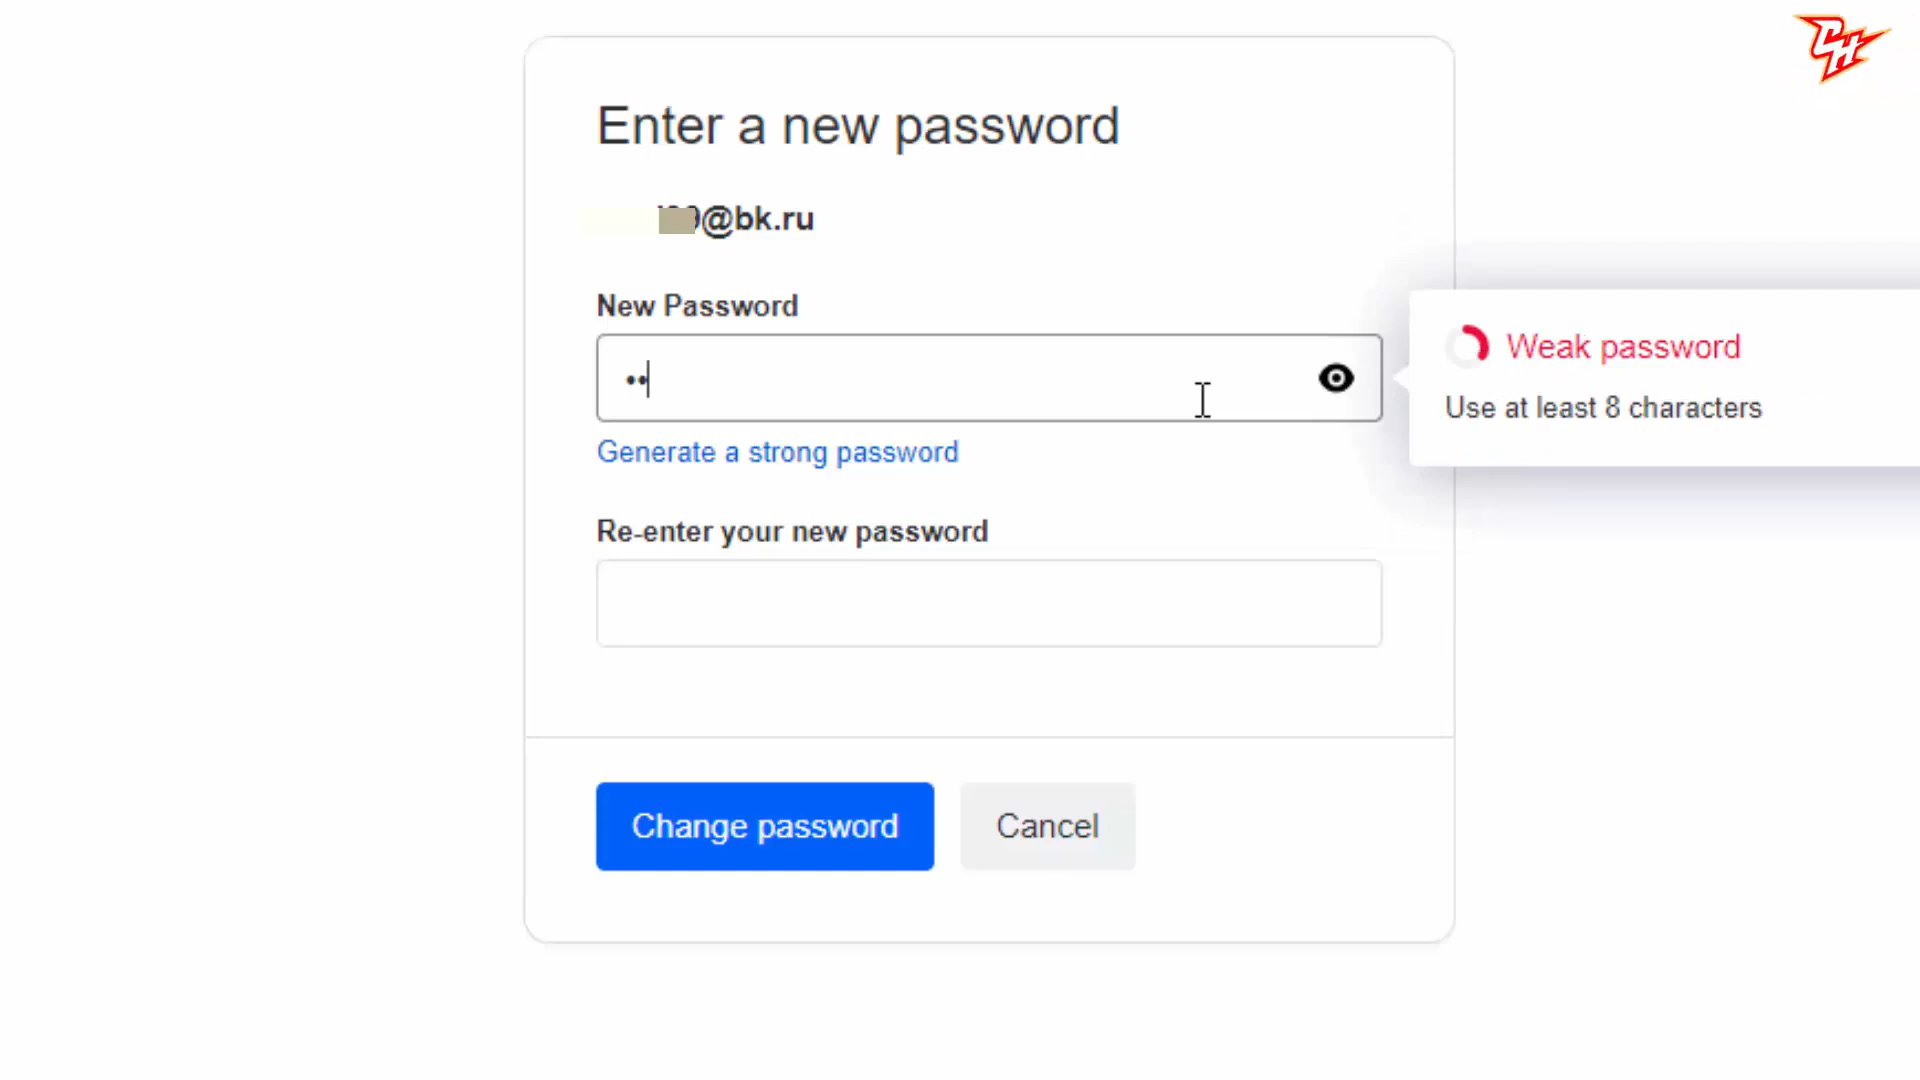 CH
Enter a new password
@bk.ru
New Password
••
Generate a strong password
Weak password
Use at least 8 characters
Re-enter your new password
Change password
Cancel